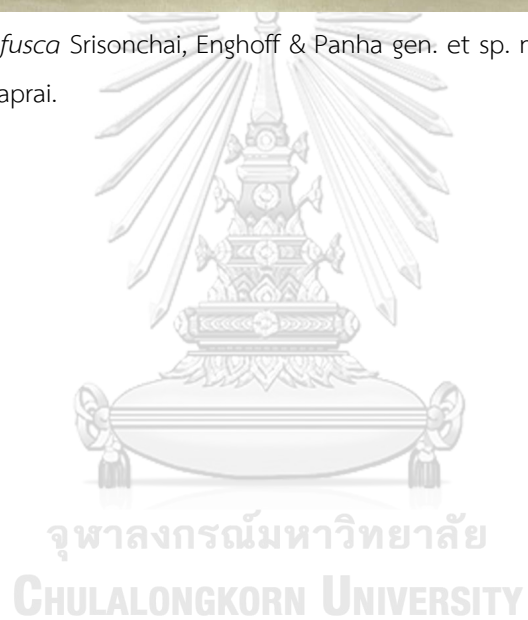 fusca Srisonchai, Enghoff & Panha gen. et sp. n
aprai.
จุฬาลงกรณ์มหาวิทยาลัย
CHULALONGKORN UNIVERSITY